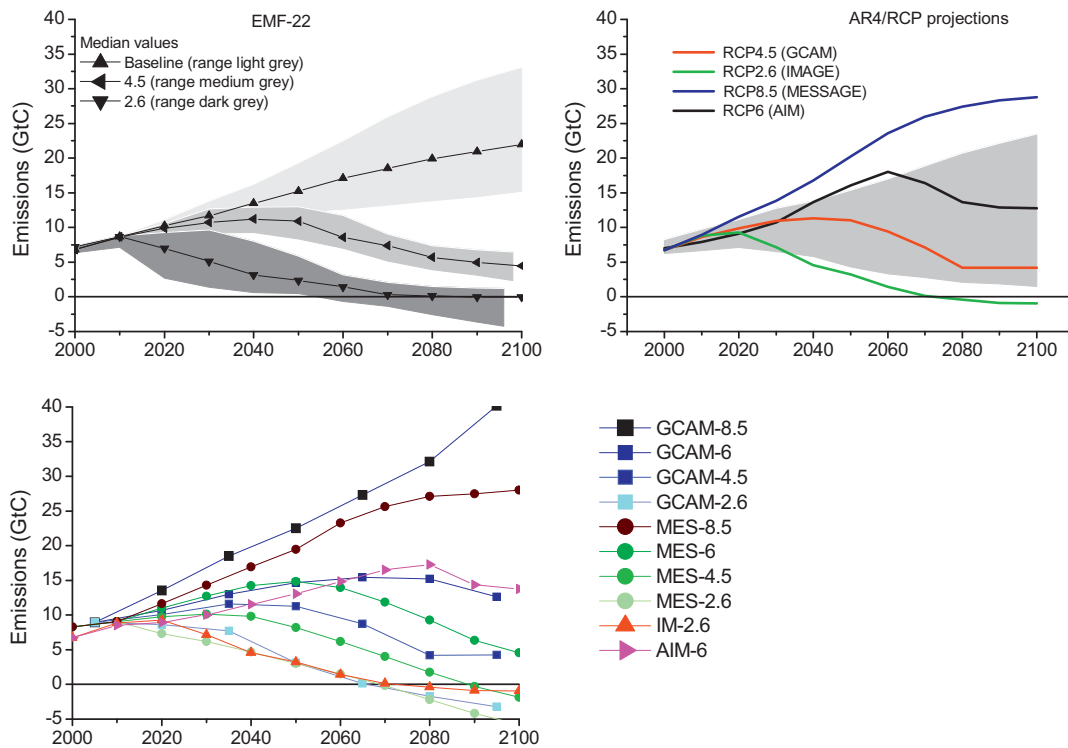 EMF-22
Median values
Baseline (range light grey)
4.5 (range medium grey)
2.6 (range dark grey)
Emissions (GtC)
40
35
30
25
20
15
10
5
0
-5
2000 2020 2040 2060 2080 2100
AR4/RCP projections
RCP4.5 (GCAM)
RCP2.6 (IMAGE)
RCP8.5 (MESSAGE)
RCP6 (AIM)
Emissions (GtC)
40
35
30
25
20
15
10
5
0
-5
2000 2020 2040 2060 2080 2100
Emissions (GtC)
40
35
30
25
20
15
10
5
0
-5
2000 2020 2040 2060 2080 2100
GCAM-8.5
GCAM-6
GCAM-4.5
GCAM-2.6
MES-8.5
MES-6
MES-4.5
MES-2.6
IM-2.6
AIM-6